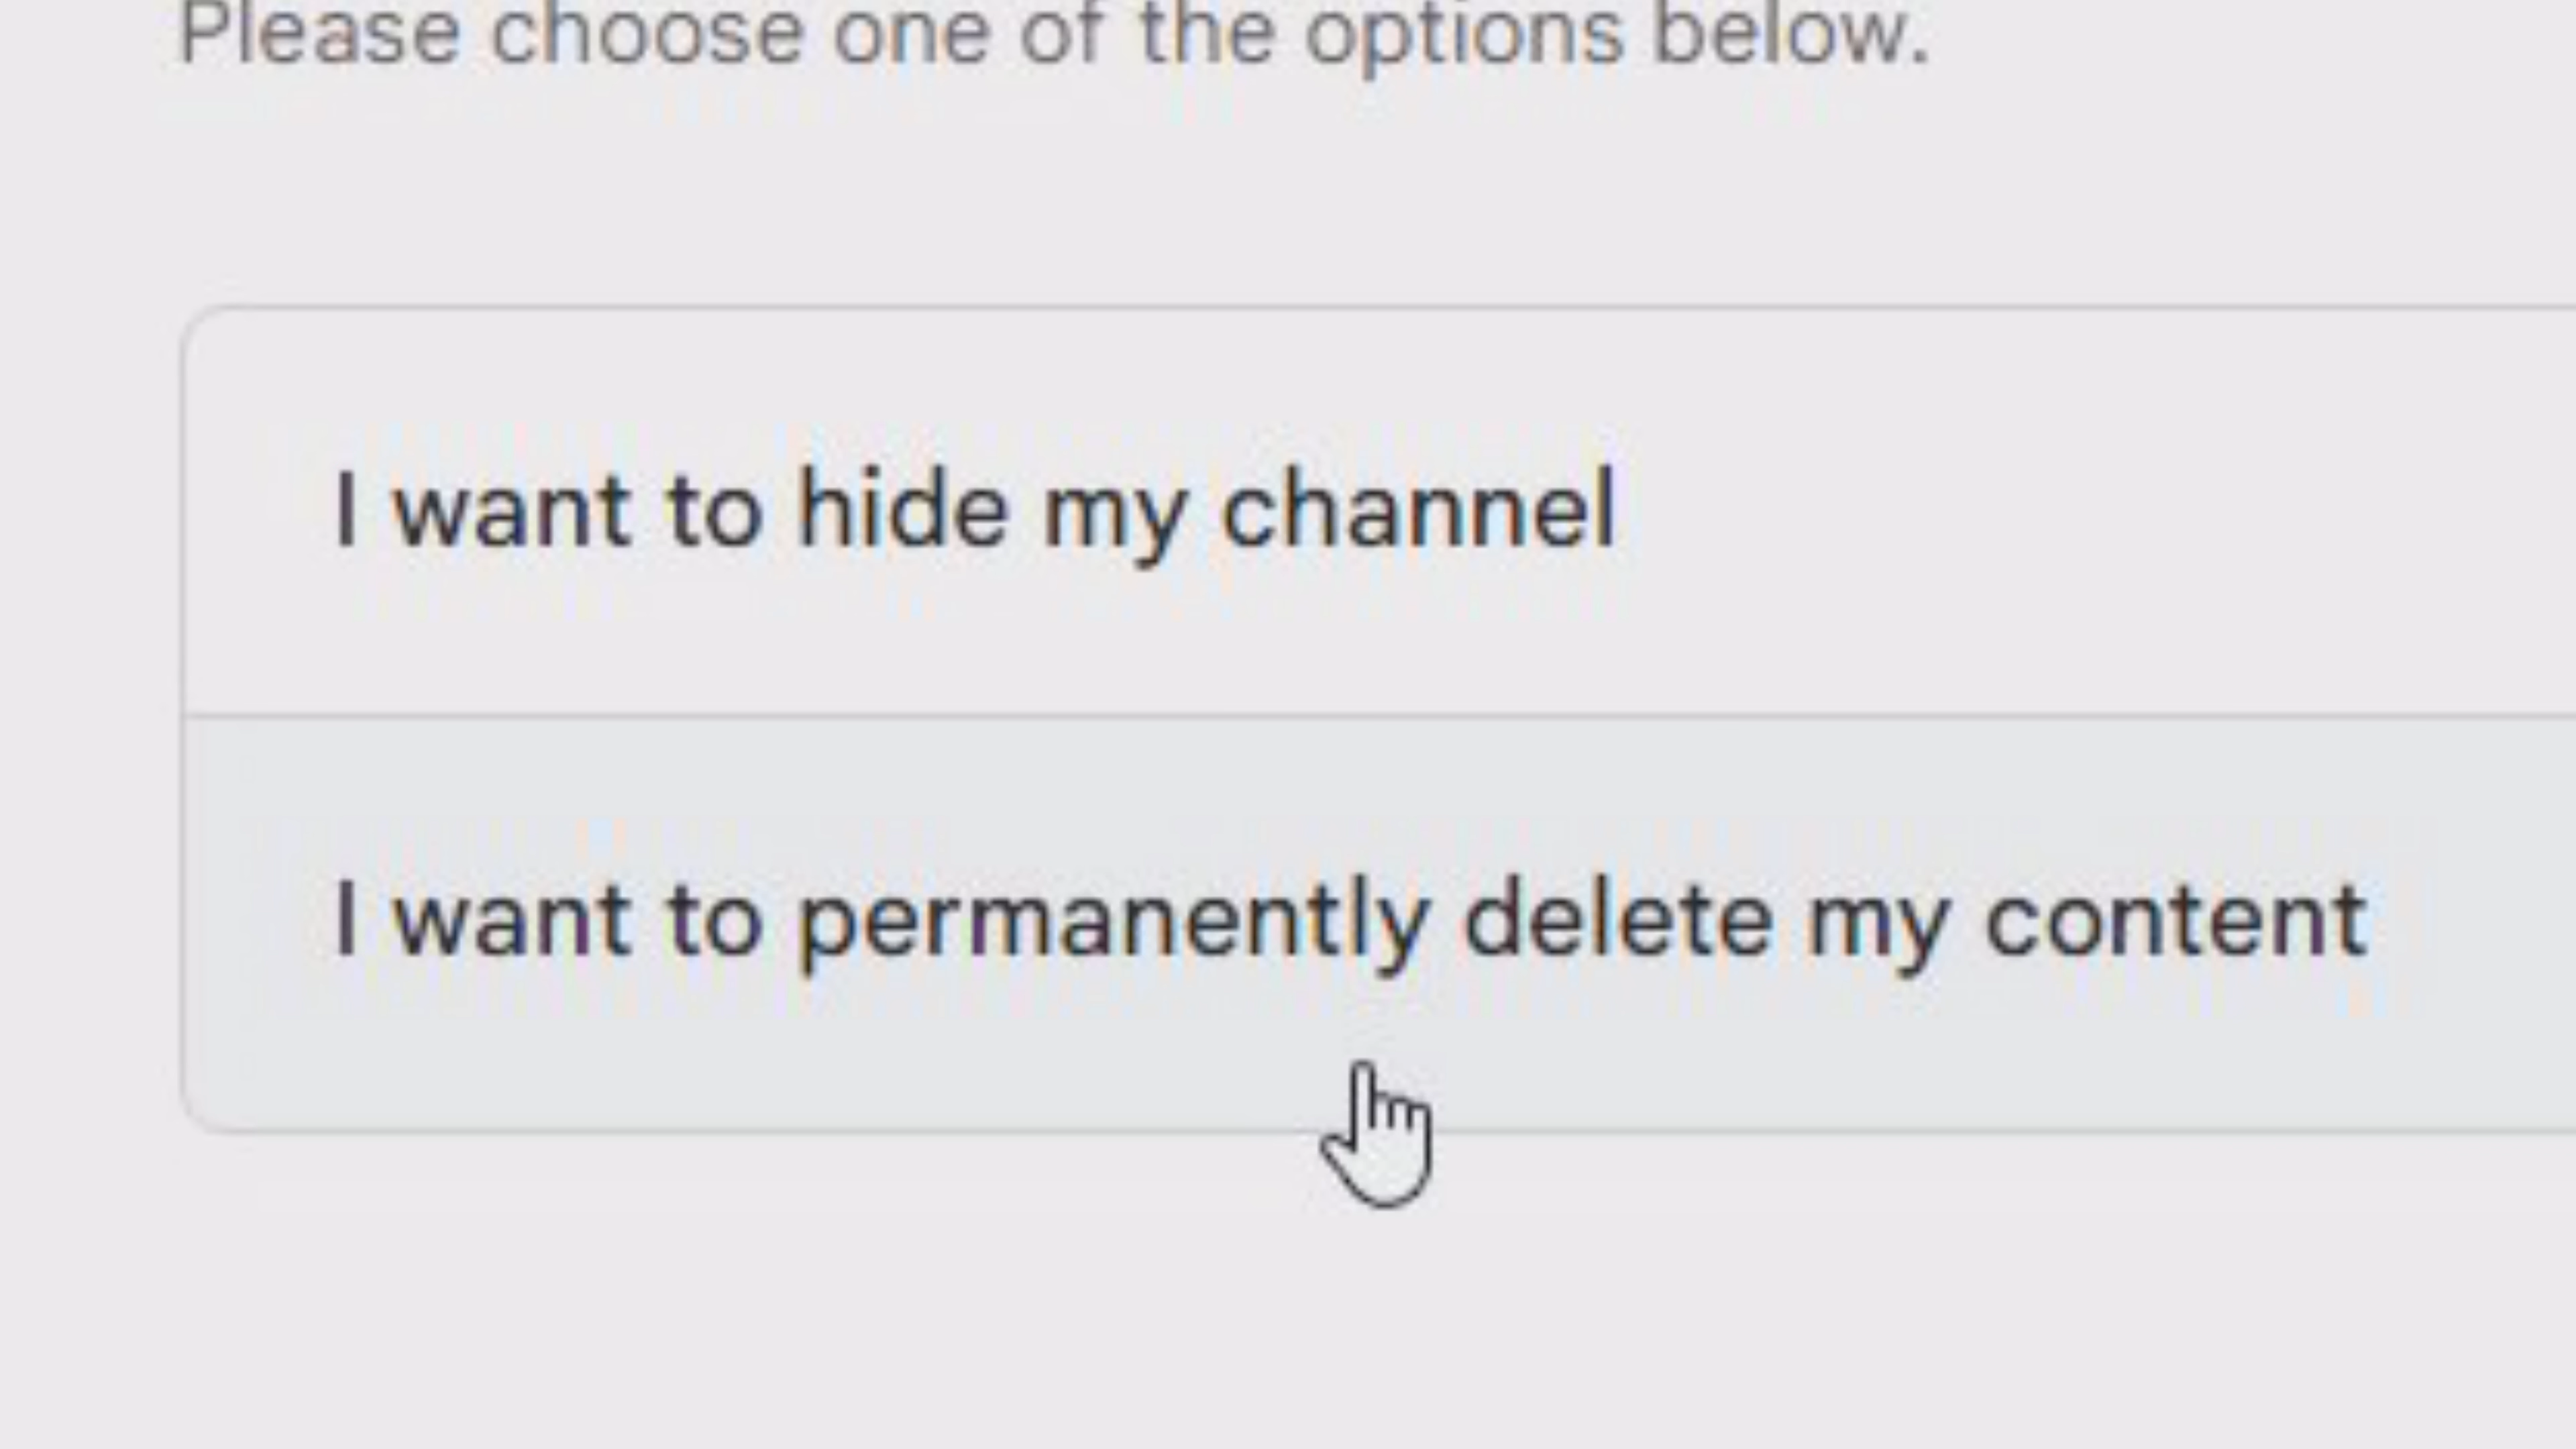 Please choose one of the options below.
I want to hide my channel
I want to permanently delete my content